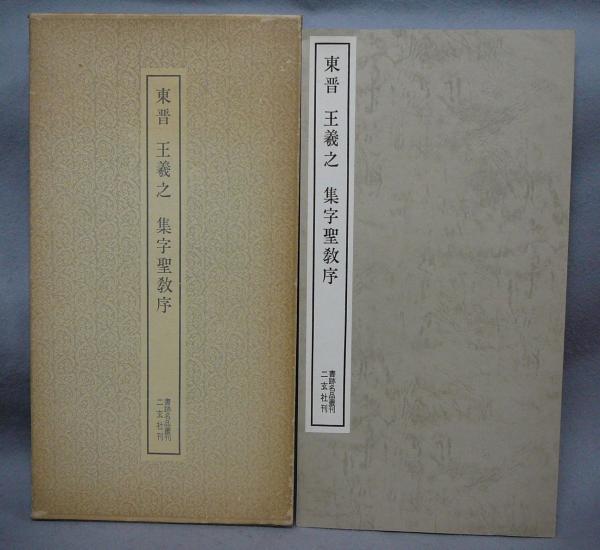 東晋 王羲之 集字聖教序
書跡名品叢刊
二玄社刊
東晋 王羲之 集字聖教序
書跡名品叢刊
二玄社刊